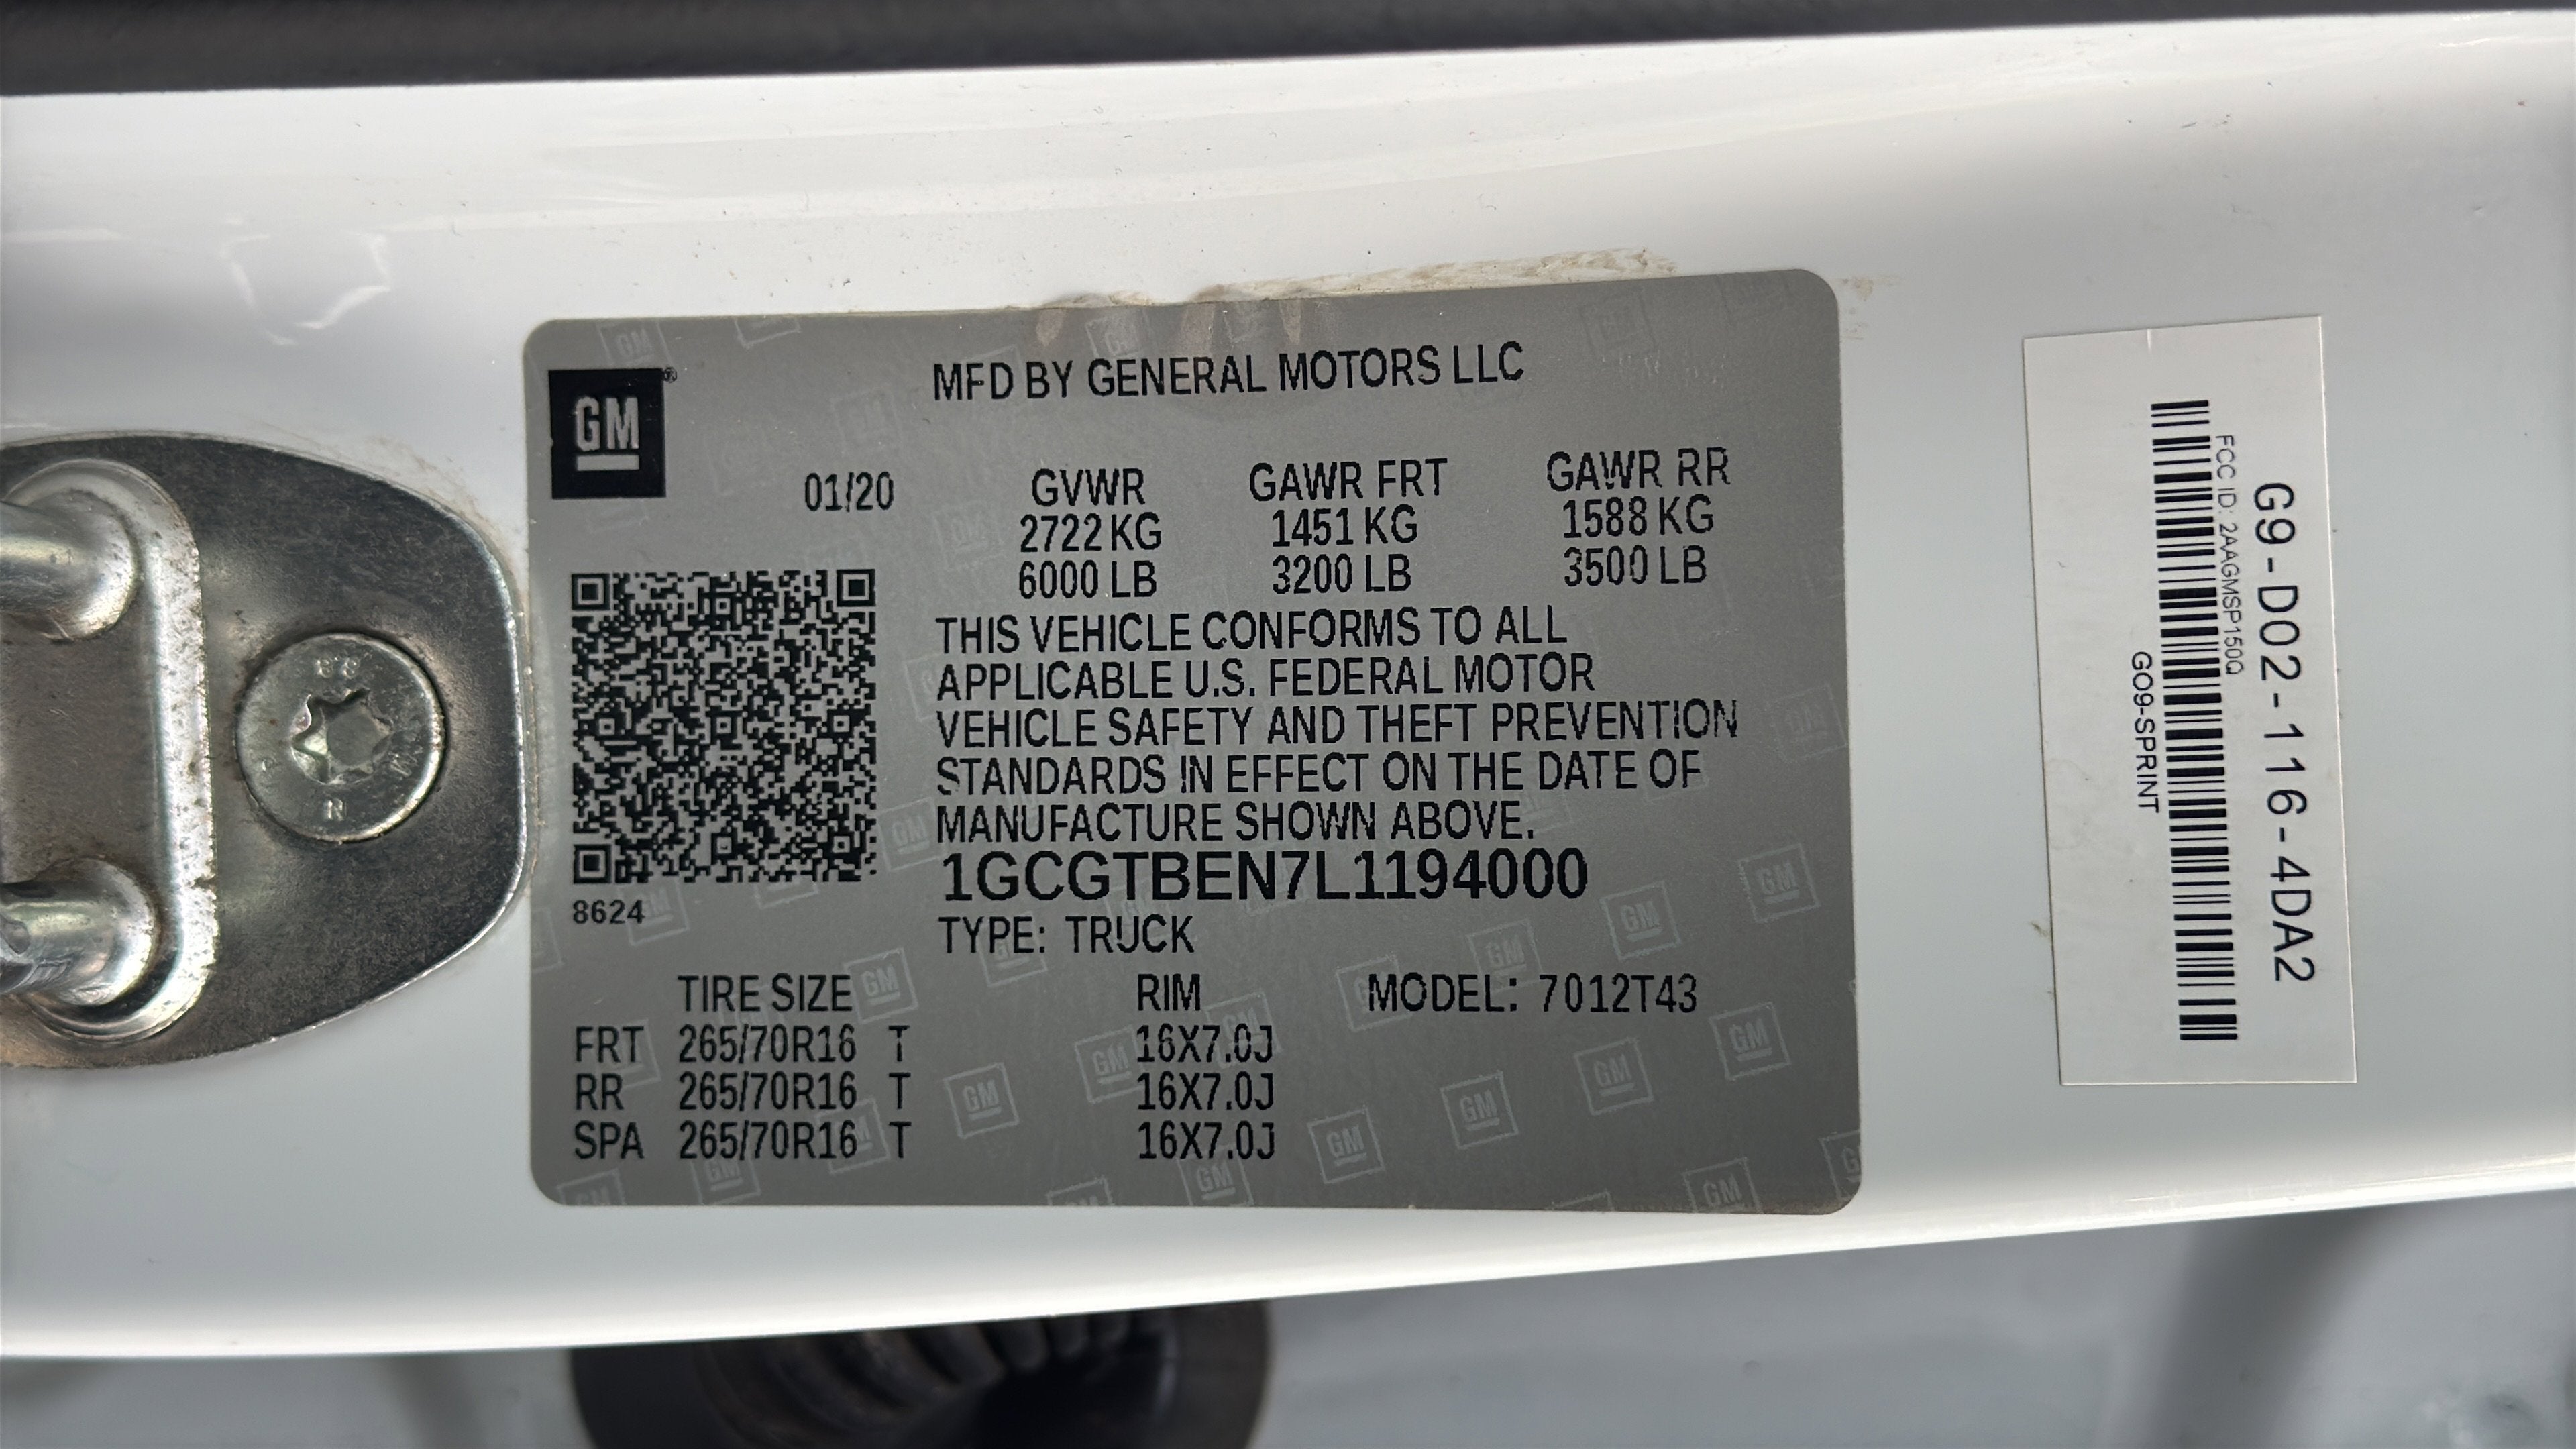 GM®
MFD BY GENERAL MOTORS LLC
01/20
GVWR GAWR FRT GAWR RR
2722 KG 1451 KG 1588 KG
6000 LB 3200 LB 3500 LB
THIS VEHICLE CONFORMS TO ALL
APPLICABLE U.S. FEDERAL MOTOR
VEHICLE SAFETY AND THEFT PREVENTION
STANDARDS IN EFFECT ON THE DATE OF
MANUFACTURE SHOWN ABOVE.
1GCGTBEN7L1194000
8624
TYPE: TRUCK
TIRE SIZE RIM MODEL: 7012T43
FRT 265/70R16 T 16X7.0J
RR 265/70R16 T 16X7.0J
SPA 265/70R16 T 16X7.0J
G9-D02-116-4DA2
FCC ID: 2AAGMSP150Q
GO9-SPRINT
8.8